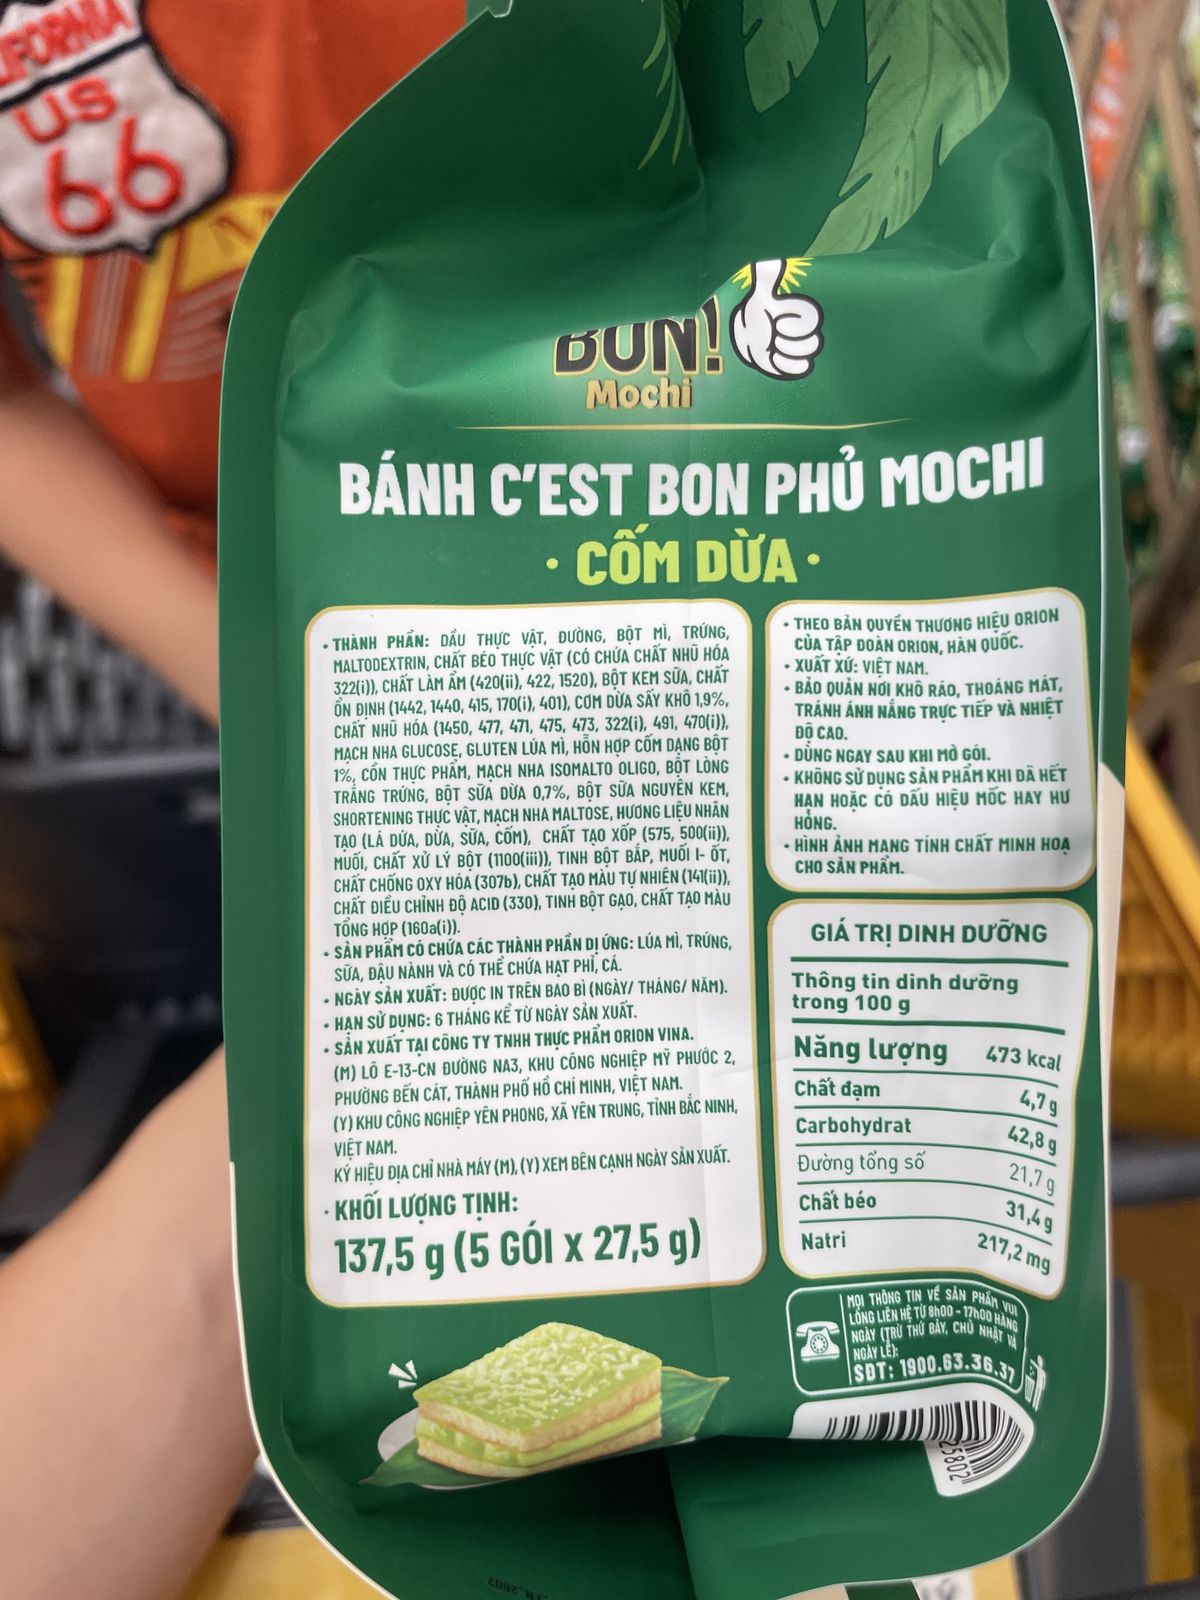 US
66
BON!
Mochi
BÁNH C'EST BON PHỦ MOCHI
• CỐM DỪA •
• THÀNH PHẦN: DẦU THỰC VẬT, ĐƯỜNG, BỘT MÌ, TRỨNG,
MALTODEXTRIN, CHẤT BÉO THỰC VẬT (CÓ CHỨA CHẤT NHŨ HÓA
322(i)), CHẤT LÀM ẨM (420(ii), 422, 1520), BỘT KEM SỮA, CHẤT
ỔN ĐỊNH (1442, 1440, 415, 170(i), 401), CƠM DỪA SẤY KHÔ 1,9%,
CHẤT NHŨ HÓA (1450, 477, 471, 475, 473, 322(i), 491, 470(i)),
MẠCH NHA GLUCOSE, GLUTEN LÚA MÌ, HỖN HỢP CỐM DẠNG BỘT
1%, CỒN THỰC PHẨM, MẠCH NHA ISOMALTO OLIGO, BỘT LÒNG
TRẮNG TRỨNG, BỘT SỮA DỪA 0,7%, BỘT SỮA NGUYÊN KEM,
SHORTENING THỰC VẬT, MẠCH NHA MALTOSE, HƯƠNG LIỆU NHÂN
TẠO (LÁ DỨA, DỪA, SỮA, CỐM), CHẤT TẠO XỐP (575, 500(ii)),
MUỐI, CHẤT XỬ LÝ BỘT (1100(iii)), TINH BỘT BẮP, MUỐI I- ỐT,
CHẤT CHỐNG OXY HÓA (307b), CHẤT TẠO MÀU TỰ NHIÊN (141(ii)),
CHẤT ĐIỀU CHỈNH ĐỘ ACID (330), TINH BỘT GẠO, CHẤT TẠO MÀU
TỔNG HỢP (160a(i)).
• SẢN PHẨM CÓ CHỨA CÁC THÀNH PHẦN DỊ ỨNG: LÚA MÌ, TRỨNG,
SỮA, ĐẬU NÀNH VÀ CÓ THỂ CHỨA HẠT PHỈ, CÁ.
• NGÀY SẢN XUẤT: ĐƯỢC IN TRÊN BAO BÌ (NGÀY/ THÁNG/ NĂM).
• HẠN SỬ DỤNG: 6 THÁNG KỂ TỪ NGÀY SẢN XUẤT.
• SẢN XUẤT TẠI CÔNG TY TNHH THỰC PHẨM ORION VINA.
(M) LÔ E-13-CN ĐƯỜNG NA3, KHU CÔNG NGHIỆP MỸ PHƯỚC 2,
PHƯỜNG BẾN CÁT, THÀNH PHỐ HỒ CHÍ MINH, VIỆT NAM.
(Y) KHU CÔNG NGHIỆP YÊN PHONG, XÃ YÊN TRUNG, TỈNH BẮC NINH,
VIỆT NAM.
KÝ HIỆU ĐỊA CHỈ NHÀ MÁY (M), (Y) XEM BÊN CẠNH NGÀY SẢN XUẤT.
• KHỐI LƯỢNG TỊNH:
137,5 g (5 GÓI x 27,5 g)
• THEO BẢN QUYỀN THƯƠNG HIỆU ORION
CỦA TẬP ĐOÀN ORION, HÀN QUỐC.
• XUẤT XỨ: VIỆT NAM.
• BẢO QUẢN NƠI KHÔ RÁO, THOÁNG MÁT,
TRÁNH ÁNH NẮNG TRỰC TIẾP VÀ NHIỆT
ĐỘ CAO.
• DÙNG NGAY SAU KHI MỞ GÓI.
• KHÔNG SỬ DỤNG SẢN PHẨM KHI ĐÃ HẾT
HẠN HOẶC CÓ DẤU HIỆU MỐC HAY HƯ
HỎNG.
• HÌNH ẢNH MANG TÍNH CHẤT MINH HOẠ
CHO SẢN PHẨM.
GIÁ TRỊ DINH DƯỠNG
Thông tin dinh dưỡng
trong 100 g
Năng lượng 473 kcal
Chất đạm 4,7 g
Carbohydrat 42,8 g
Đường tổng số 21,7 g
Chất béo 31,4 g
Natri 217,2 mg
MỌI THÔNG TIN VỀ SẢN PHẨM VUI
LÒNG LIÊN HỆ TỪ 8h00 - 17h00 HÀNG
NGÀY (TRỪ THỨ BẢY, CHỦ NHẬT VÀ
NGÀY LỄ):
SĐT: 1900.63.36.37
25802